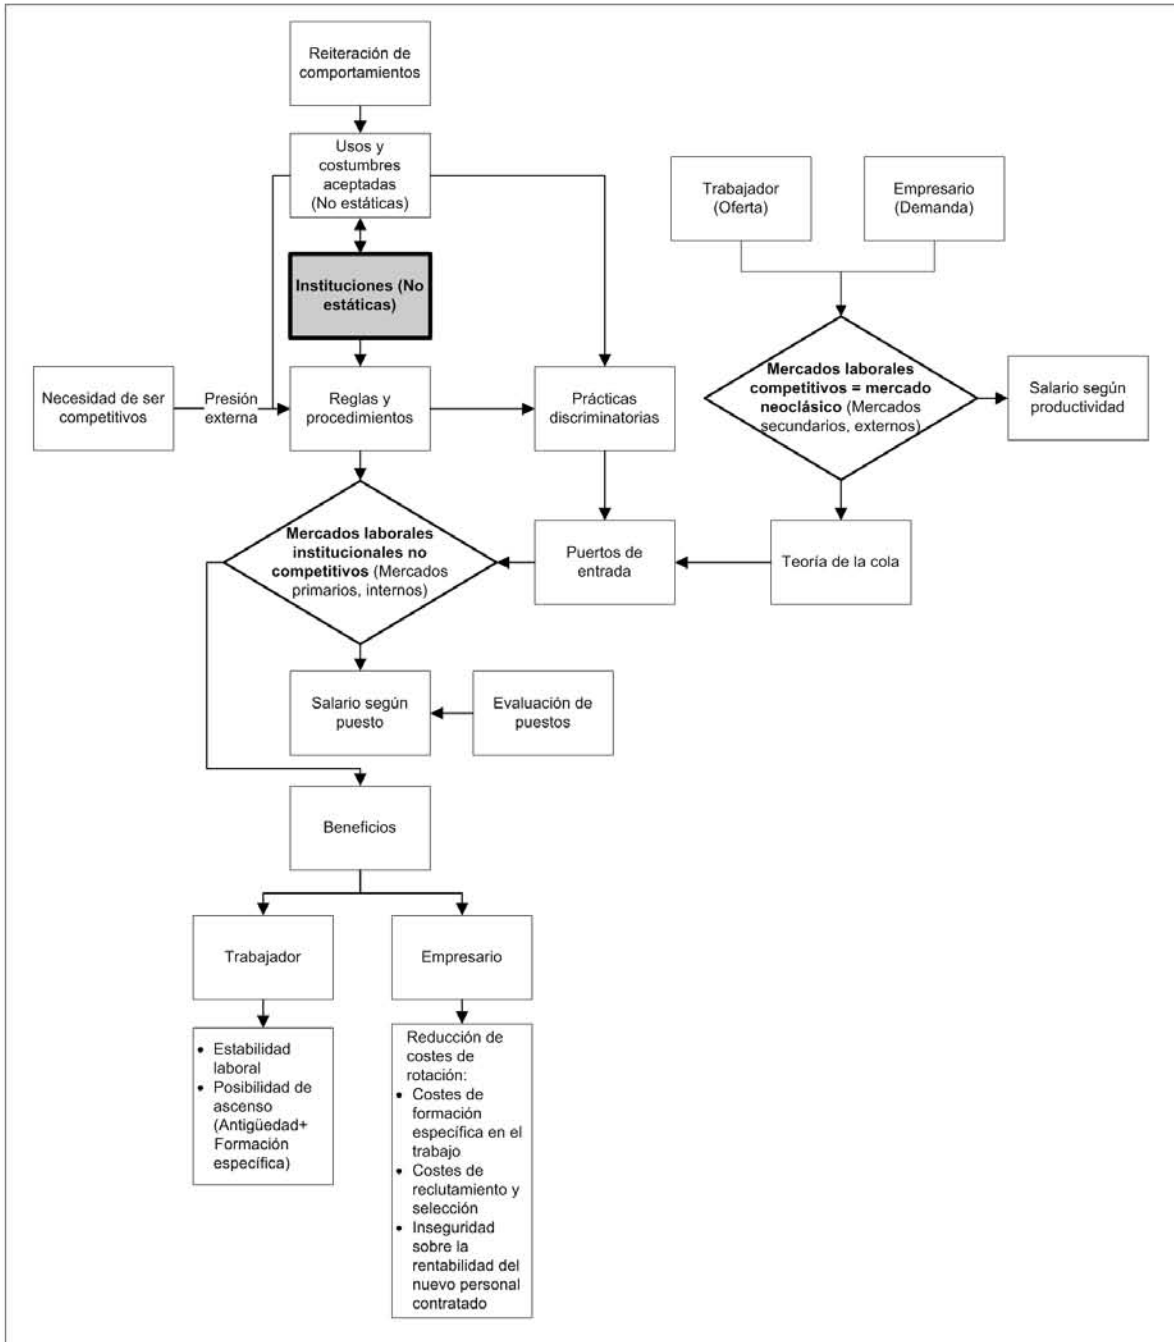 Reiteración de
comportamientos
Usos y
costumbres
aceptadas
(No estáticas)
Trabajador
(Oferta)
Empresario
(Demanda)
Instituciones (No
estáticas)
Necesidad de ser
competitivos
Presión
externa
Reglas y
procedimientos
Prácticas
discriminatorias
Mercados laborales
competitivos = mercado
neoclásico (Mercados
secundarios, externos)
Salario según
productividad
Mercados laborales
institucionales no
competitivos (Mercados
primarios, internos)
Puertos de
entrada
Teoría de la cola
Salario según
puesto
Evaluación de
puestos
Beneficios
Trabajador
Empresario
• Estabilidad
laboral
• Posibilidad de
ascenso
(Antigüedad+
Formación
específica)
Reducción de
costes de
rotación:
• Costes de
formación
específica en el
trabajo
• Costes de
reclutamiento y
selección
• Inseguridad
sobre la
rentabilidad del
nuevo personal
contratado